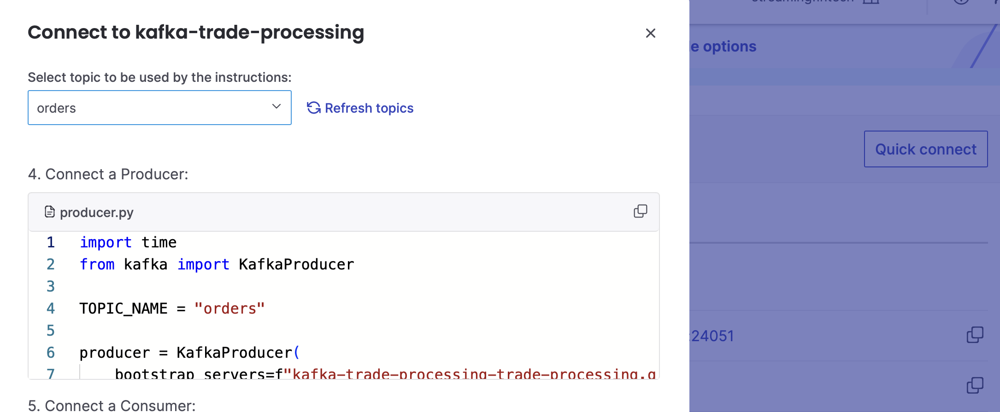 Connect to kafka-trade-processing
Select topic to be used by the instructions:
orders
Refresh topics
4. Connect a Producer:
producer.py
1 import time
2 from kafka import KafkaProducer
3
4 TOPIC_NAME = "orders"
5
6 producer = KafkaProducer(
7 bootstrap_servers=f"kafka-trade-processing-trade-processing.g
5. Connect a Consumer:
e options
Quick connect
:24051